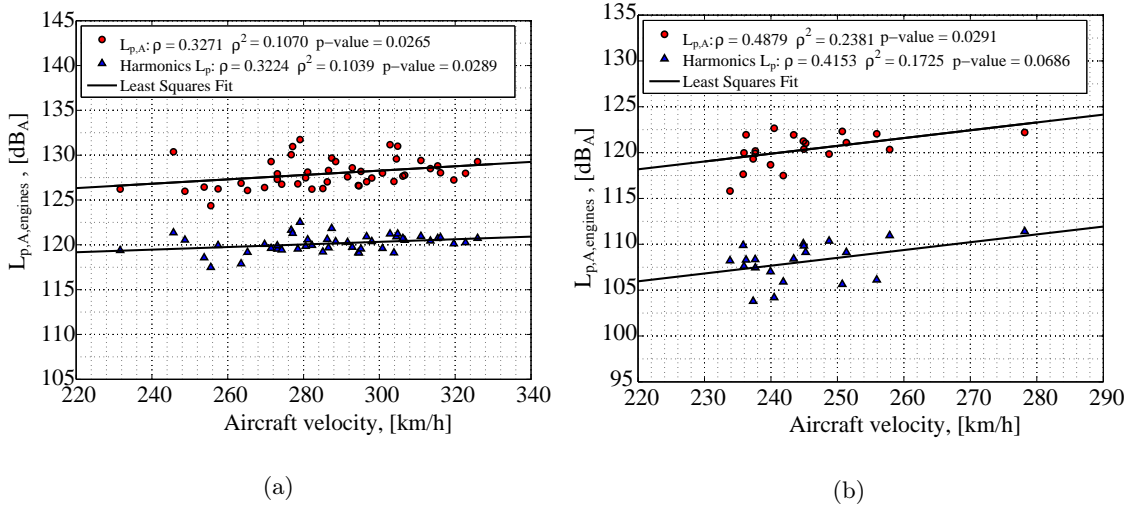 145
140
135
130
125
120
115
110
105
220 240 260 280 300 320 340
L_{p,A,engines} , [dB_A]
Aircraft velocity, [km/h]
L_{p,A}: ρ = 0.3271 ρ² = 0.1070 p−value = 0.0265
Harmonics L_p: ρ = 0.3224 ρ² = 0.1039 p−value = 0.0289
Least Squares Fit
(a)
135
130
125
120
115
110
105
100
95
220 230 240 250 260 270 280 290
L_{p,A,engines} , [dB_A]
Aircraft velocity, [km/h]
L_{p,A}: ρ = 0.4879 ρ² = 0.2381 p−value = 0.0291
Harmonics L_p: ρ = 0.4153 ρ² = 0.1725 p−value = 0.0686
Least Squares Fit
(b)